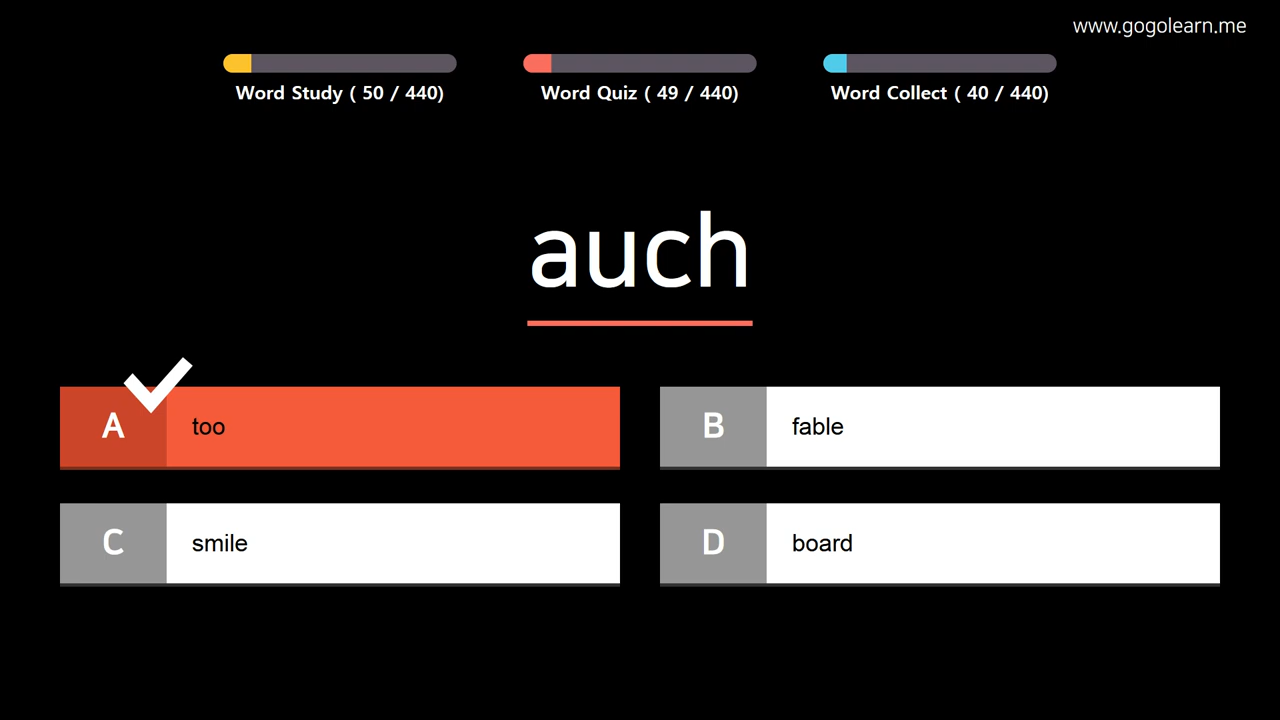 www.gogolearn.me
Word Study ( 50 / 440)
Word Quiz ( 49 / 440)
Word Collect ( 40 / 440)
auch
A too
B fable
C smile
D board